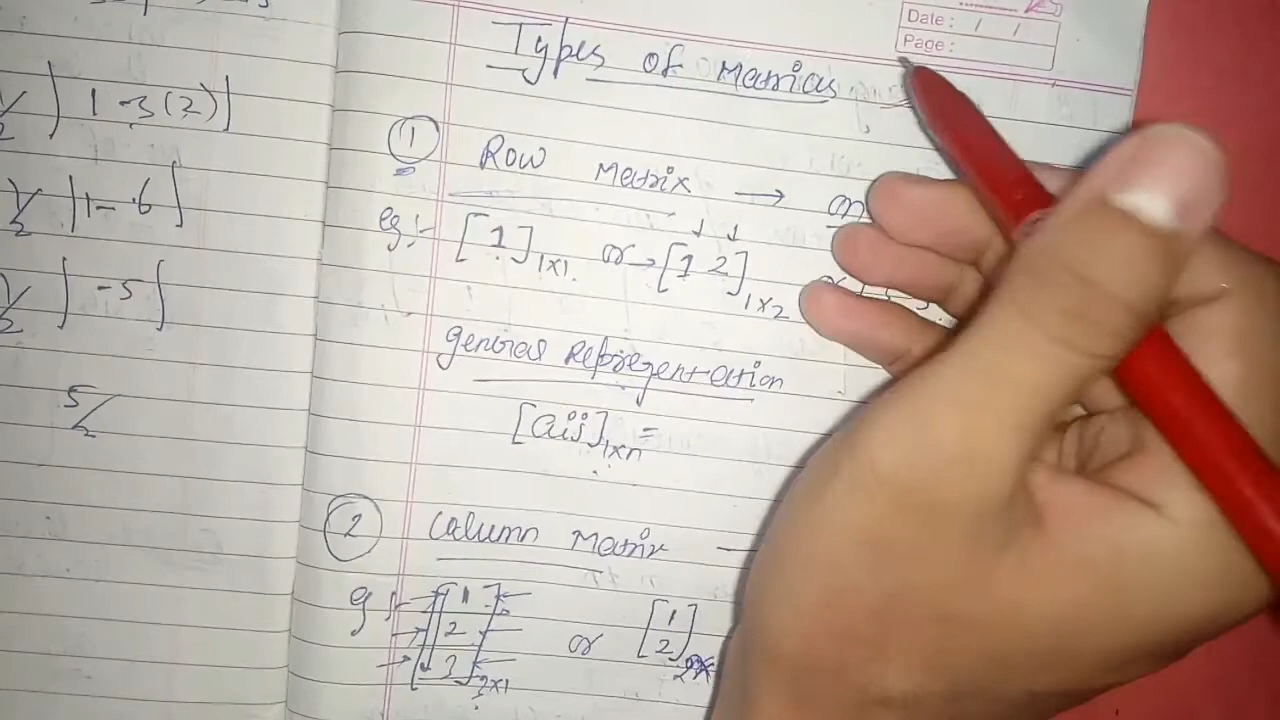 1/2 | 1 - 3(2) |
1/2 | 1 - 6 |
1/2 | -5 |
5/2
Date : / /
Page :
Types of Matrices
① Row Matrix →
eg :- [1]1x1. or → [1 2]1x2
general Representation
[aij]1xn =
② Column Matrix —
g :- [1 2 3]3x1 or [1 2]2x